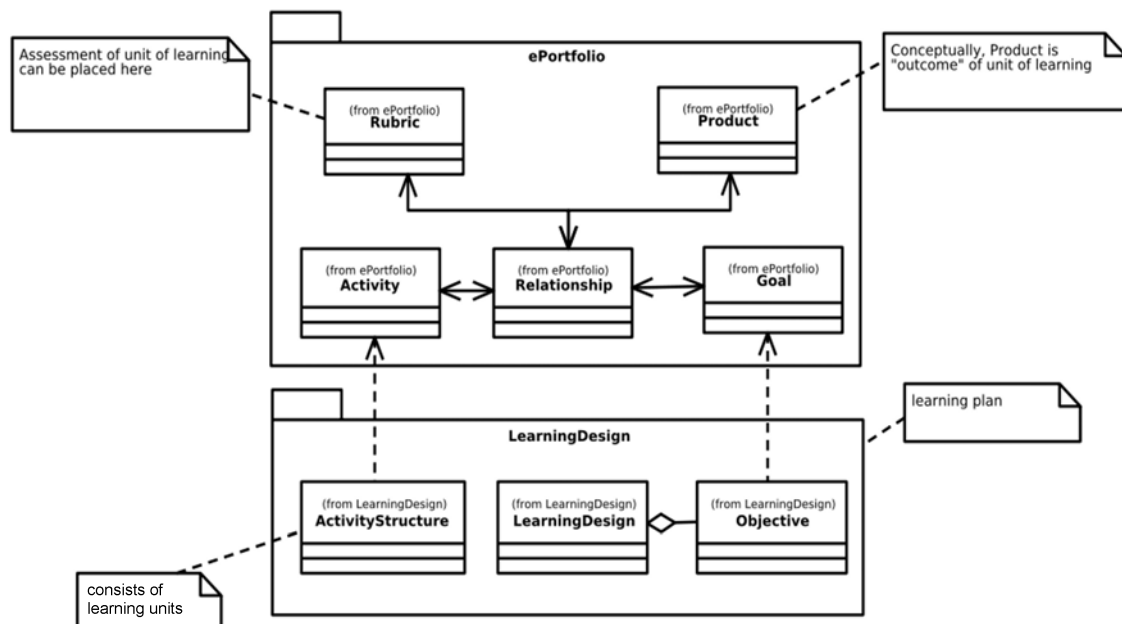 Assessment of unit of learning
can be placed here
ePortfolio
Conceptually, Product is
"outcome" of unit of learning
(from ePortfolio)
Rubric
(from ePortfolio)
Product
(from ePortfolio)
Activity
(from ePortfolio)
Relationship
(from ePortfolio)
Goal
learning plan
LearningDesign
(from LearningDesign)
ActivityStructure
(from LearningDesign)
LearningDesign
(from LearningDesign)
Objective
consists of
learning units